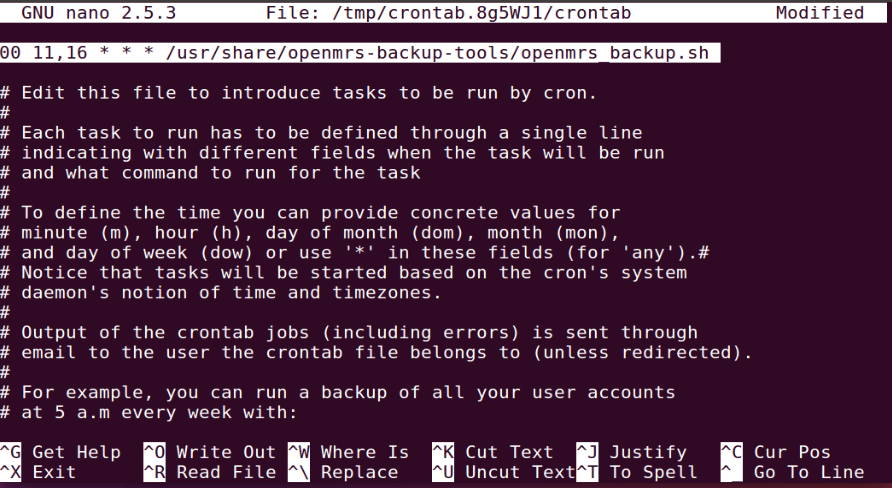 GNU nano 2.5.3 File: /tmp/crontab.8g5WJ1/crontab Modified
00 11,16 * * * /usr/share/openmrs-backup-tools/openmrs_backup.sh
# Edit this file to introduce tasks to be run by cron.
#
# Each task to run has to be defined through a single line
# indicating with different fields when the task will be run
# and what command to run for the task
#
# To define the time you can provide concrete values for
# minute (m), hour (h), day of month (dom), month (mon),
# and day of week (dow) or use '*' in these fields (for 'any').#
# Notice that tasks will be started based on the cron's system
# daemon's notion of time and timezones.
#
# Output of the crontab jobs (including errors) is sent through
# email to the user the crontab file belongs to (unless redirected).
#
# For example, you can run a backup of all your user accounts
# at 5 a.m every week with:
^G Get Help ^O Write Out ^W Where Is ^K Cut Text ^J Justify ^C Cur Pos
^X Exit ^R Read File ^\ Replace ^U Uncut Text ^T To Spell ^_ Go To Line